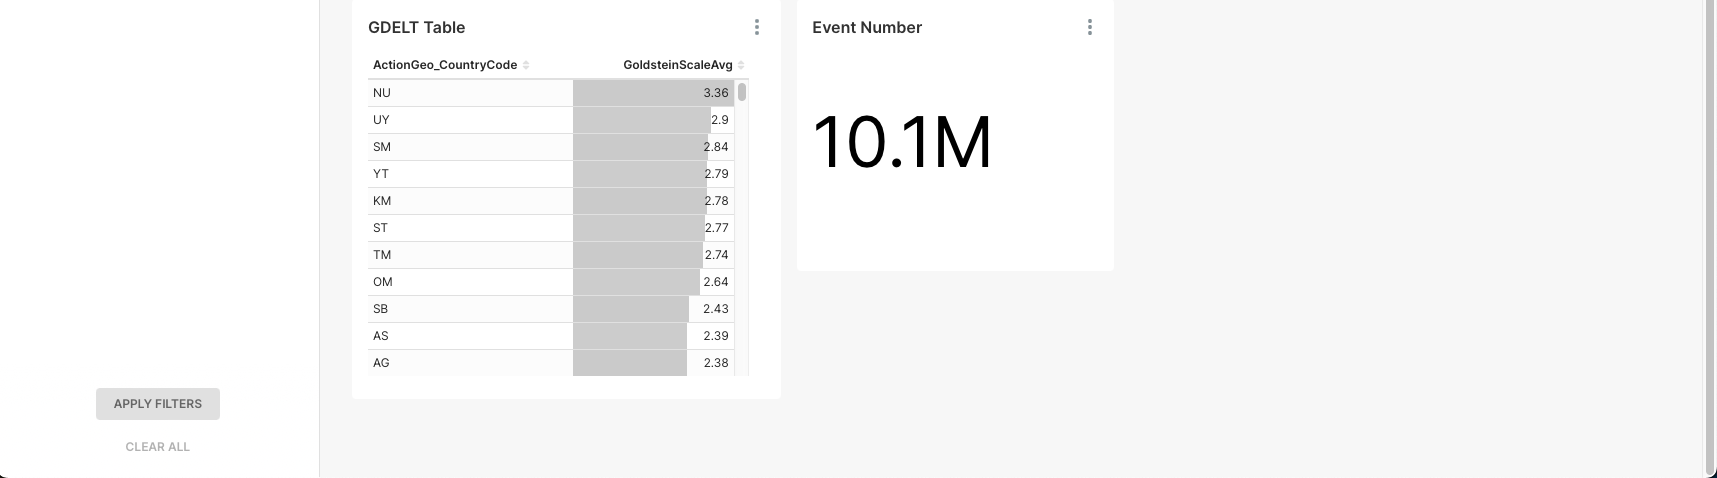 GDELT Table
ActionGeo_CountryCode GoldsteinScaleAvg
NU 3.36
UY 2.9
SM 2.84
YT 2.79
KM 2.78
ST 2.77
TM 2.74
OM 2.64
SB 2.43
AS 2.39
AG 2.38
Event Number
10.1M
APPLY FILTERS
CLEAR ALL